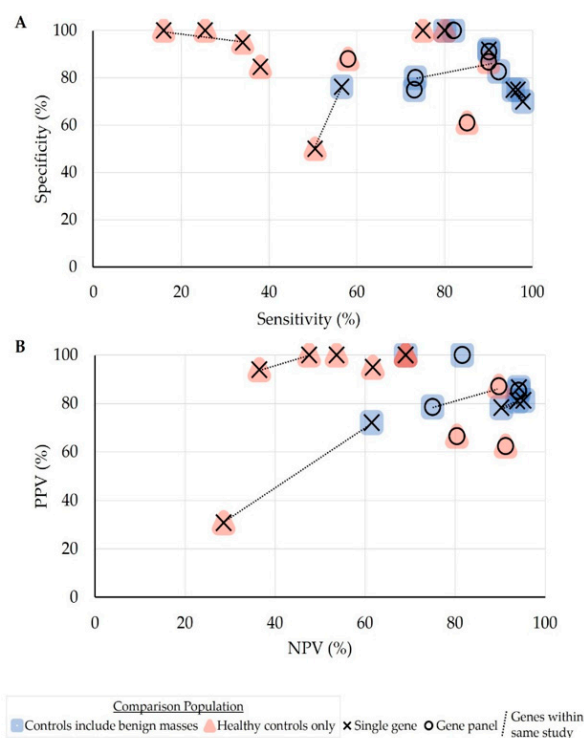 A
100
80
60
40
20
0
Specificity (%)
0 20 40 60 80 100
Sensitivity (%)
B
100
80
60
40
20
0
PPV (%)
0 20 40 60 80 100
NPV (%)
Comparison Population
Controls include benign masses Healthy controls only Single gene Gene panel Genes within
same study